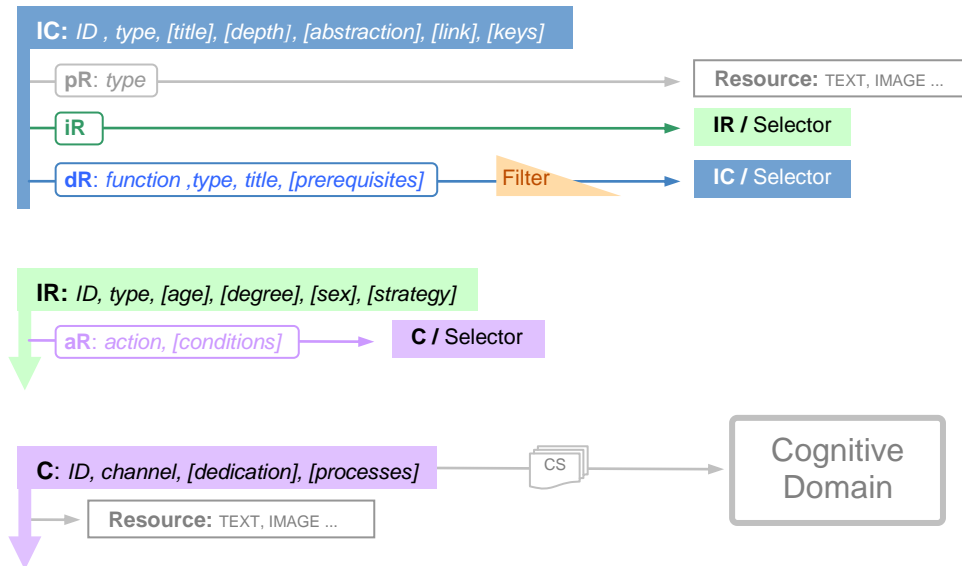 IC: ID , type, [title], [depth], [abstraction], [link], [keys]
pR: type
Resource: TEXT, IMAGE ...
iR
IR / Selector
dR: function ,type, title, [prerequisites]
Filter
IC / Selector
IR: ID, type, [age], [degree], [sex], [strategy]
aR: action, [conditions]
C / Selector
C: ID, channel, [dedication], [processes]
CS
Cognitive
Domain
Resource: TEXT, IMAGE ...